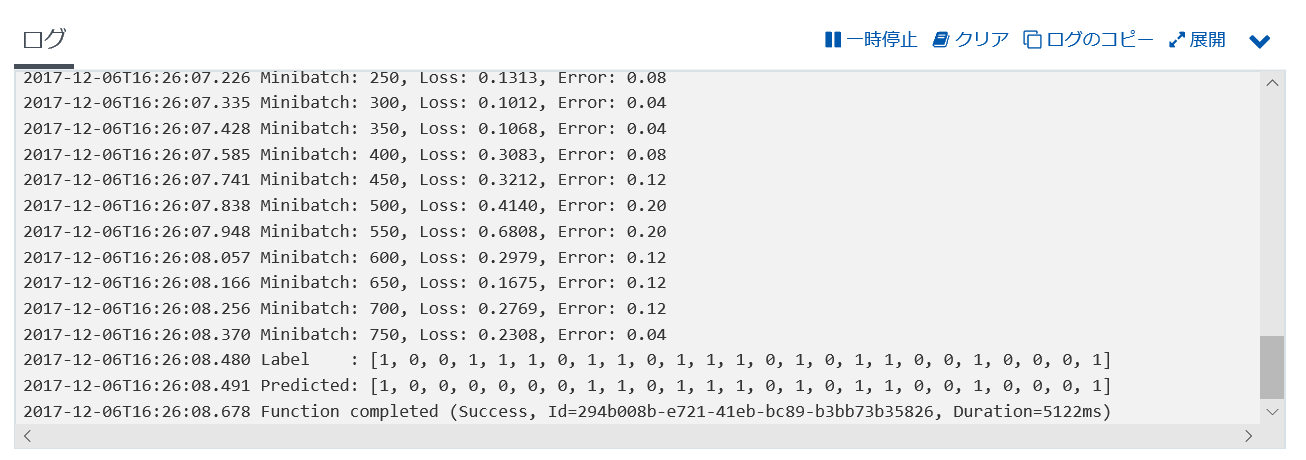 ログ
一時停止 クリア ログのコピー 展開
2017-12-06T16:26:07.226 Minibatch: 250, Loss: 0.1313, Error: 0.08
2017-12-06T16:26:07.335 Minibatch: 300, Loss: 0.1012, Error: 0.04
2017-12-06T16:26:07.428 Minibatch: 350, Loss: 0.1068, Error: 0.04
2017-12-06T16:26:07.585 Minibatch: 400, Loss: 0.3083, Error: 0.08
2017-12-06T16:26:07.741 Minibatch: 450, Loss: 0.3212, Error: 0.12
2017-12-06T16:26:07.838 Minibatch: 500, Loss: 0.4140, Error: 0.20
2017-12-06T16:26:07.948 Minibatch: 550, Loss: 0.6808, Error: 0.20
2017-12-06T16:26:08.057 Minibatch: 600, Loss: 0.2979, Error: 0.12
2017-12-06T16:26:08.166 Minibatch: 650, Loss: 0.1675, Error: 0.12
2017-12-06T16:26:08.256 Minibatch: 700, Loss: 0.2769, Error: 0.12
2017-12-06T16:26:08.370 Minibatch: 750, Loss: 0.2308, Error: 0.04
2017-12-06T16:26:08.480 Label    : [1, 0, 0, 1, 1, 1, 0, 1, 1, 0, 1, 1, 1, 0, 1, 0, 1, 1, 0, 0, 1, 0, 0, 0, 1]
2017-12-06T16:26:08.491 Predicted: [1, 0, 0, 0, 0, 0, 0, 1, 1, 0, 1, 1, 1, 0, 1, 0, 1, 1, 0, 0, 1, 0, 0, 0, 1]
2017-12-06T16:26:08.678 Function completed (Success, Id=294b008b-e721-41eb-bc89-b3bb73b35826, Duration=5122ms)